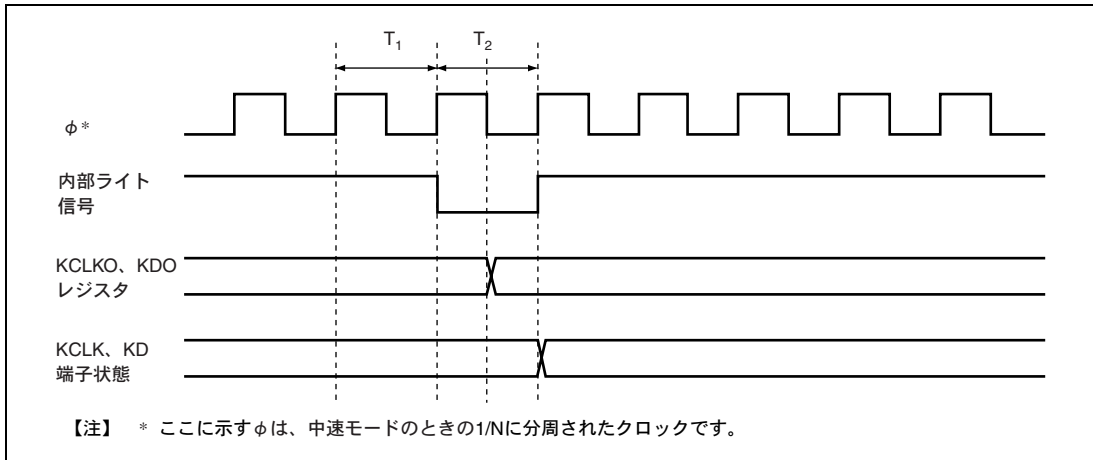 T1 T2
φ*
内部ライト
信号
KCLKO、KDO
レジスタ
KCLK、KD
端子状態
【注】 * ここに示すφは、中速モードのときの1/Nに分周されたクロックです。